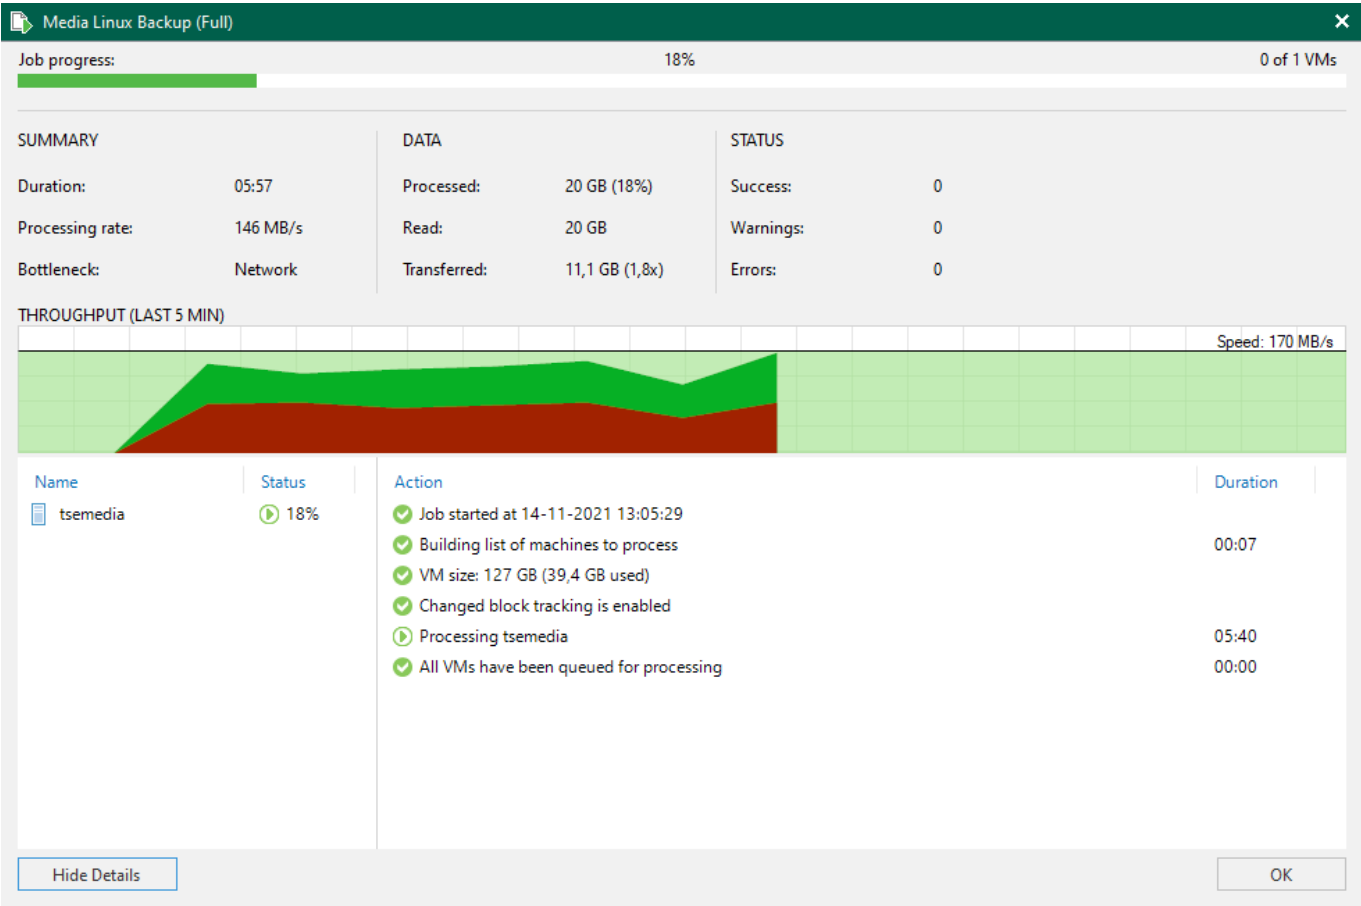 Media Linux Backup (Full)
Job progress: 18% 0 of 1 VMs
SUMMARY DATA STATUS
Duration: 05:57 Processed: 20 GB (18%) Success: 0
Processing rate: 146 MB/s Read: 20 GB Warnings: 0
Bottleneck: Network Transferred: 11,1 GB (1,8x) Errors: 0
THROUGHPUT (LAST 5 MIN)
Speed: 170 MB/s
Name Status Action Duration
tsemedia 18% Job started at 14-11-2021 13:05:29
Building list of machines to process 00:07
VM size: 127 GB (39,4 GB used)
Changed block tracking is enabled
Processing tsemedia 05:40
All VMs have been queued for processing 00:00
Hide Details OK